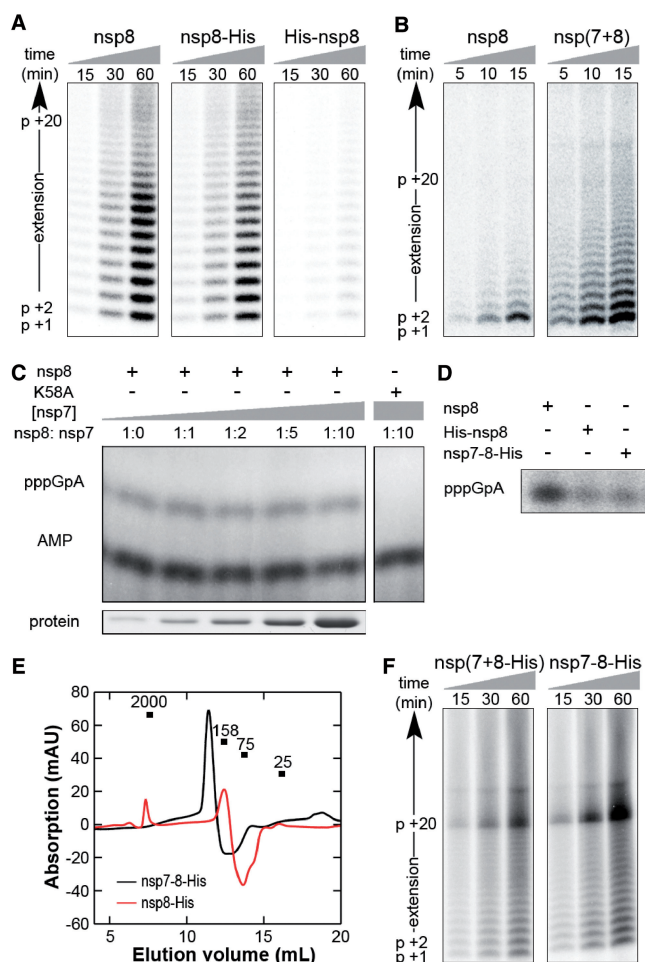 A
nsp8 nsp8-His His-nsp8
time
(min)
15 30 60 15 30 60 15 30 60
p +20
extension
p +2
p +1
B
nsp8 nsp(7+8)
time
(min)
5 10 15 5 10 15
p +20
extension
p +2
p +1
C
nsp8 + + + + + -
K58A - - - - - +
[nsp7]
nsp8: nsp7 1:0 1:1 1:2 1:5 1:10 1:10
pppGpA
AMP
protein
D
nsp8 + - -
His-nsp8 - + -
nsp7-8-His - - +
pppGpA
E
Absorption (mAU)
80
60
40
20
0
-20
-40
-60
2000
158
75
25
nsp7-8-His
nsp8-His
5 10 15 20
Elution volume (mL)
F
nsp(7+8-His) nsp7-8-His
time
(min)
15 30 60 15 30 60
p +20
-extension
p +2
p +1